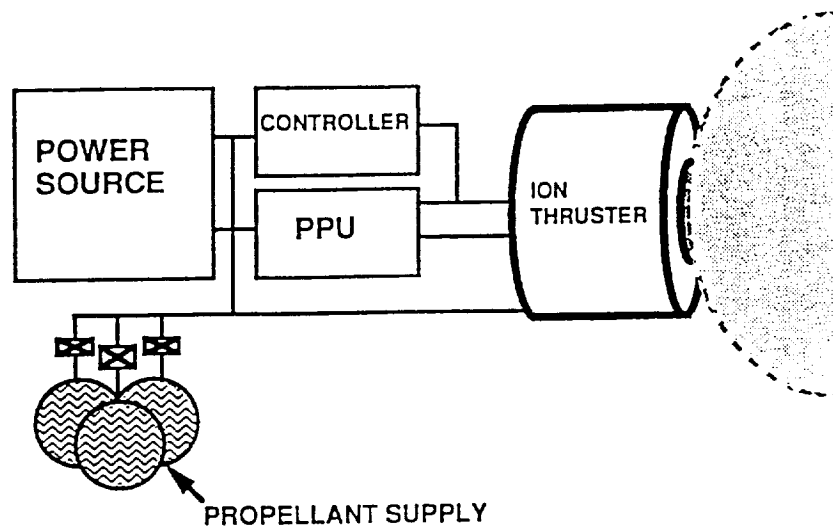 POWER
SOURCE
CONTROLLER
PPU
ION
THRUSTER
PROPELLANT SUPPLY